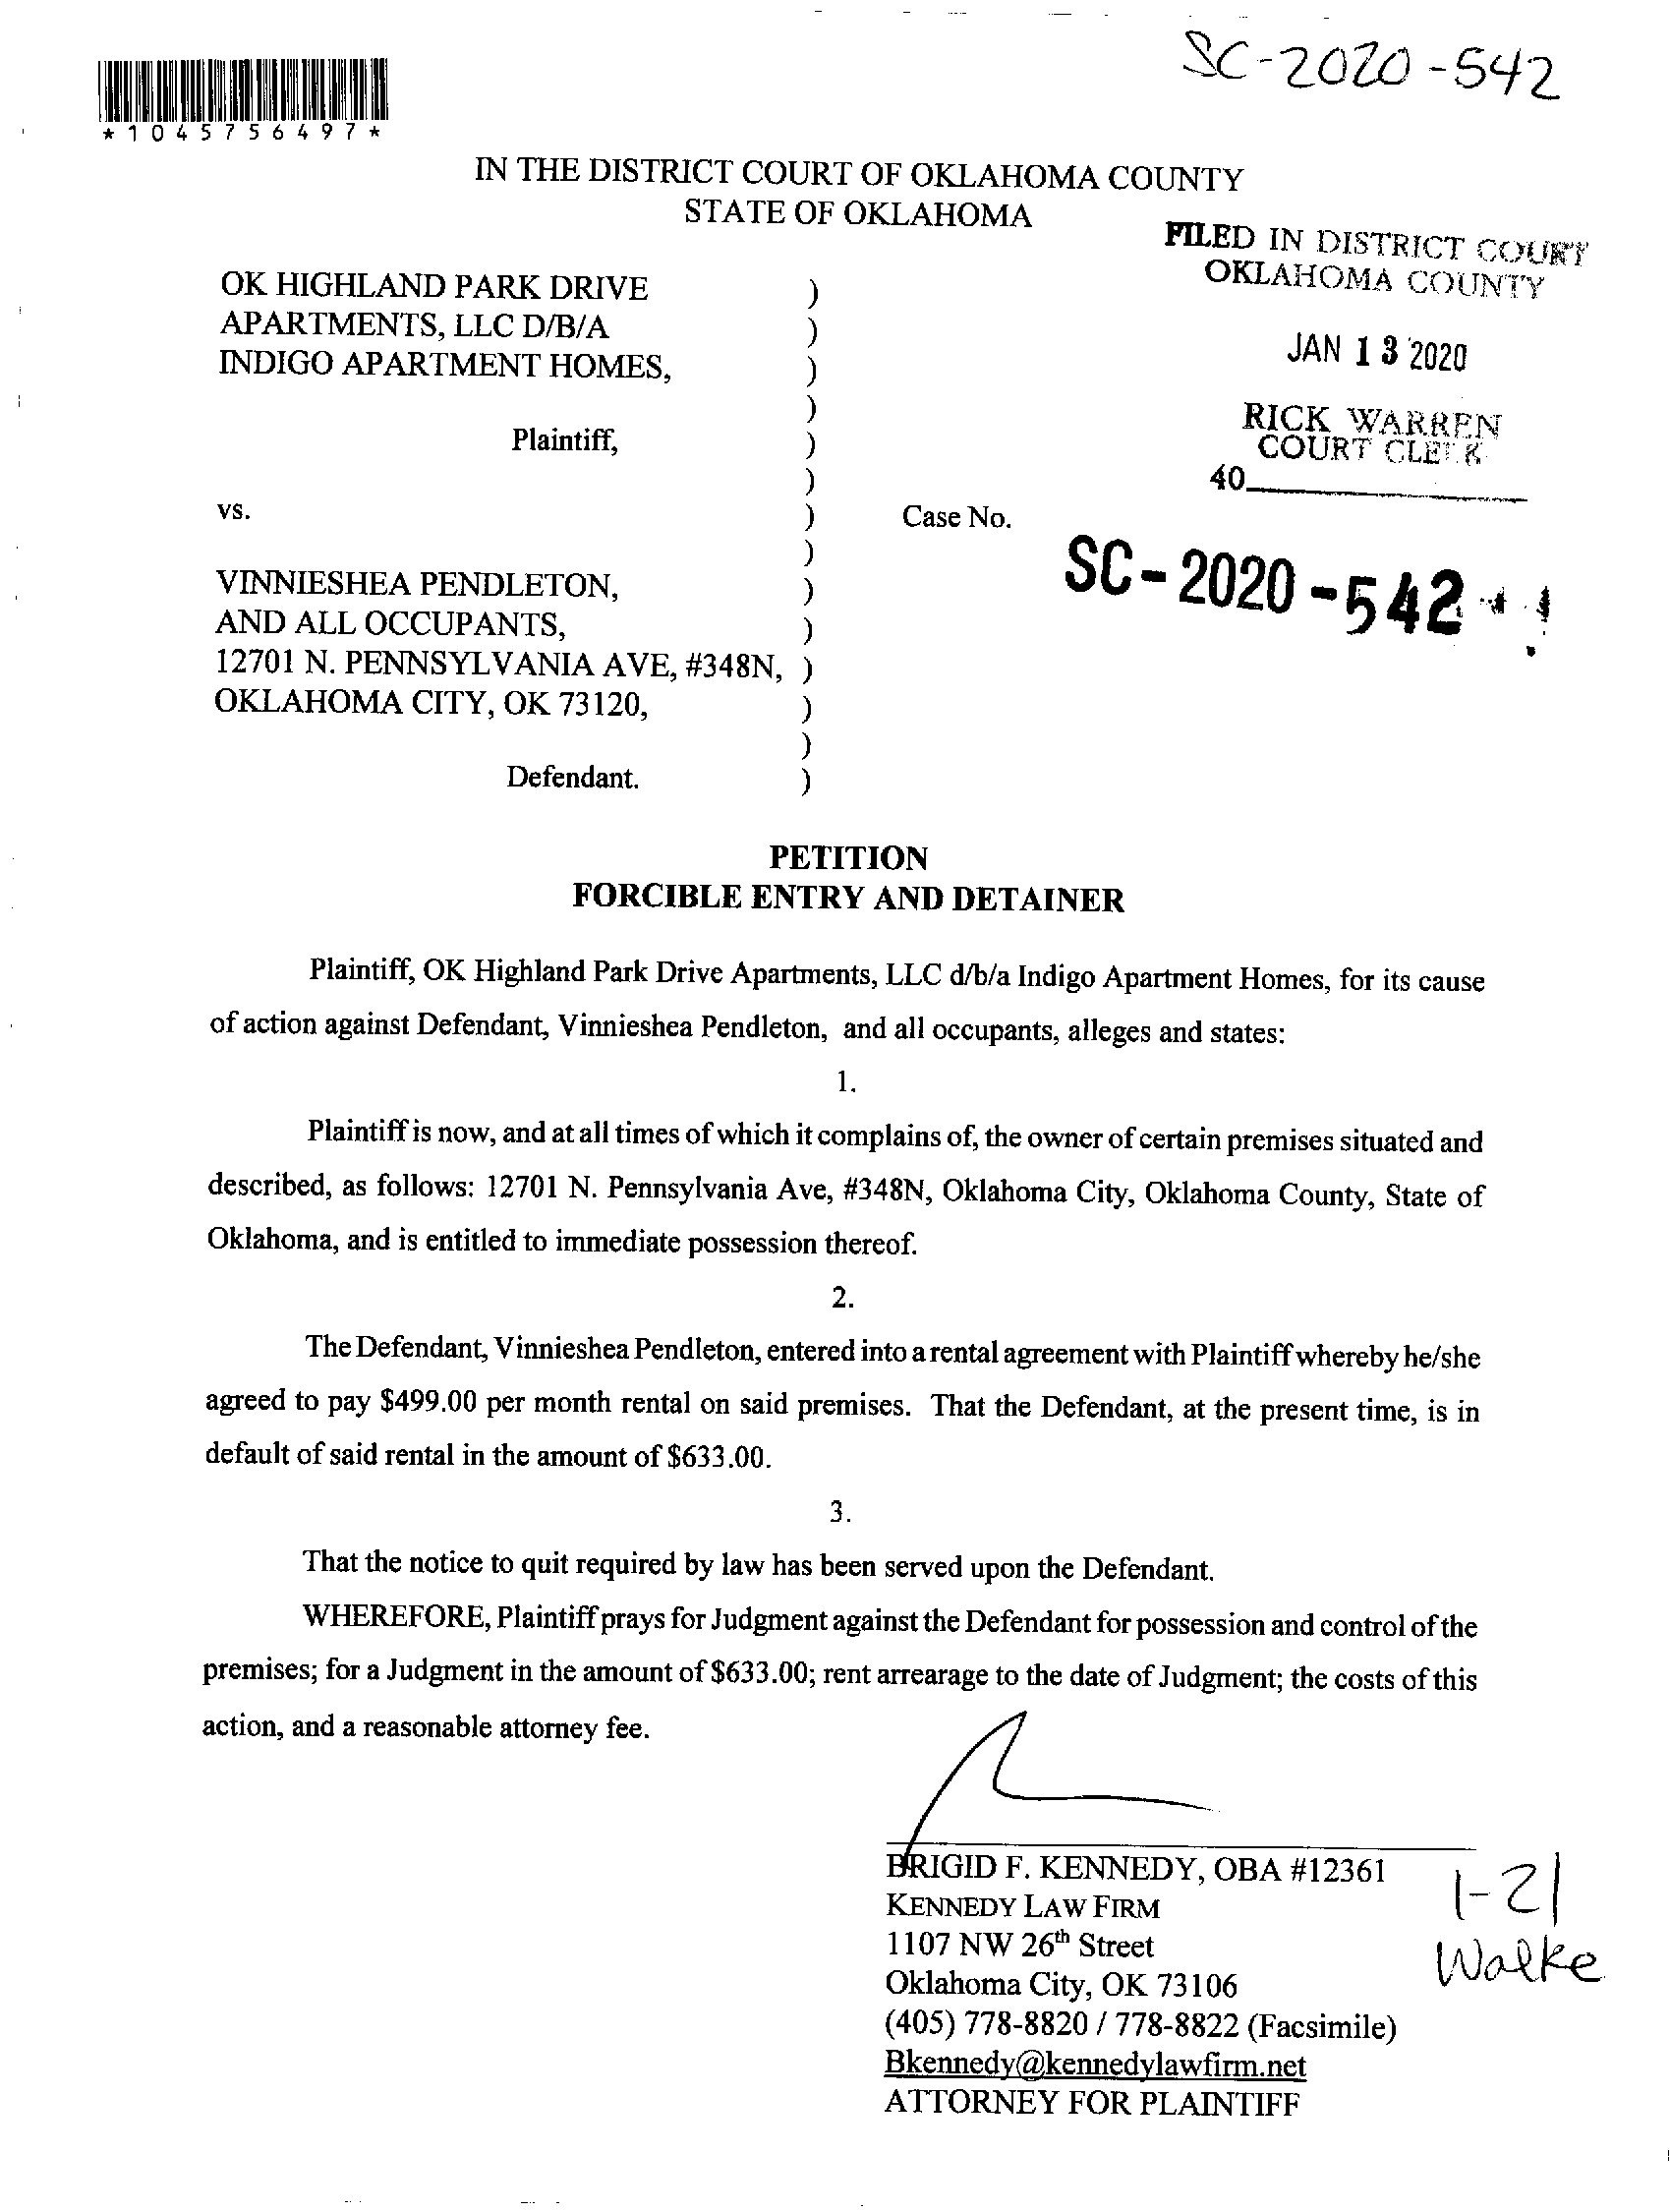 SC-2020-542
*1045756497*
IN THE DISTRICT COURT OF OKLAHOMA COUNTY
STATE OF OKLAHOMA
FILED IN DISTRICT COURT
OKLAHOMA COUNTY
JAN 13 2020
RICK WARREN
COURT CLERK
40
OK HIGHLAND PARK DRIVE )
APARTMENTS, LLC D/B/A )
INDIGO APARTMENT HOMES, )
)
Plaintiff, )
)
vs. ) Case No.
)
SC-2020-542
VINNIESHEA PENDLETON, )
AND ALL OCCUPANTS, )
12701 N. PENNSYLVANIA AVE, #348N, )
OKLAHOMA CITY, OK 73120, )
)
Defendant. )
PETITION
FORCIBLE ENTRY AND DETAINER
Plaintiff, OK Highland Park Drive Apartments, LLC d/b/a Indigo Apartment Homes, for its cause
of action against Defendant, Vinnieshea Pendleton, and all occupants, alleges and states:
1.
Plaintiff is now, and at all times of which it complains of, the owner of certain premises situated and
described, as follows: 12701 N. Pennsylvania Ave, #348N, Oklahoma City, Oklahoma County, State of
Oklahoma, and is entitled to immediate possession thereof.
2.
The Defendant, Vinnieshea Pendleton, entered into a rental agreement with Plaintiff whereby he/she
agreed to pay $499.00 per month rental on said premises. That the Defendant, at the present time, is in
default of said rental in the amount of $633.00.
3.
That the notice to quit required by law has been served upon the Defendant.
WHEREFORE, Plaintiff prays for Judgment against the Defendant for possession and control of the
premises; for a Judgment in the amount of $633.00; rent arrearage to the date of Judgment; the costs of this
action, and a reasonable attorney fee.
BRIGID F. KENNEDY, OBA #12361
KENNEDY LAW FIRM
1107 NW 26th Street
Oklahoma City, OK 73106
(405) 778-8820 / 778-8822 (Facsimile)
Bkennedy@kennedylawfirm.net
ATTORNEY FOR PLAINTIFF
1-21
Walke